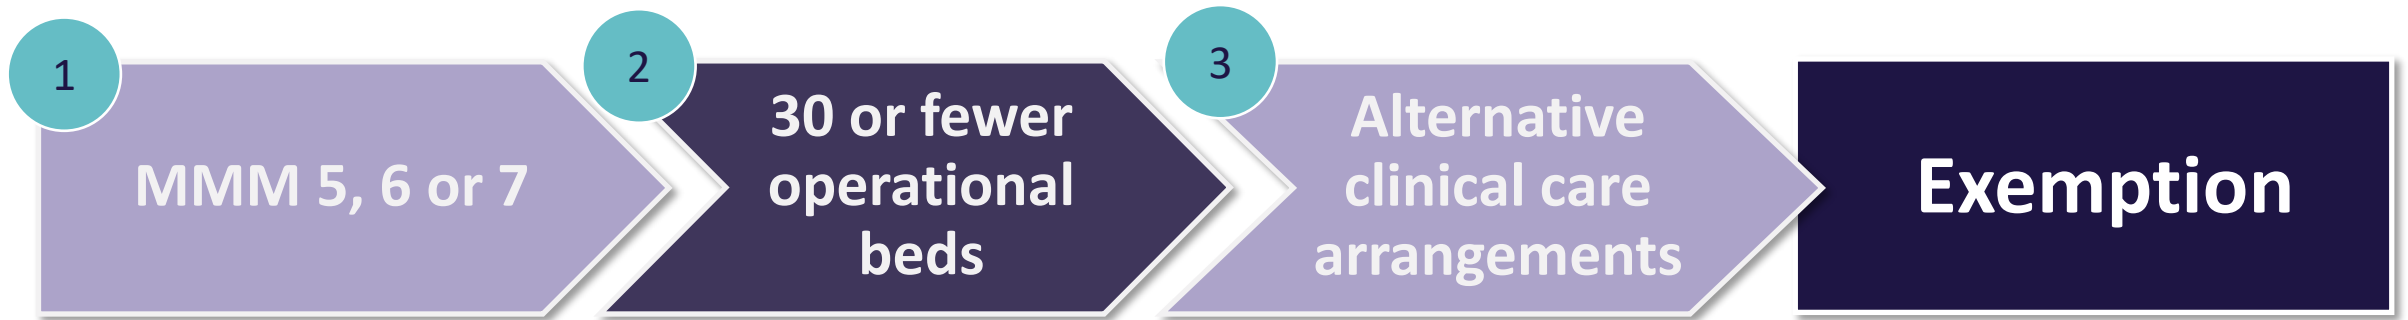 1
MMM 5, 6 or 7
2
30 or fewer
operational
beds
3
Alternative
clinical care
arrangements
Exemption